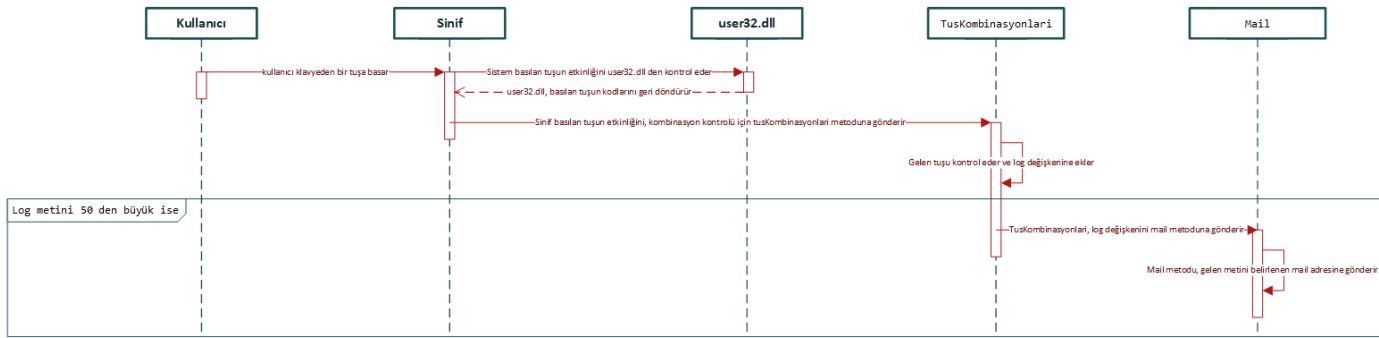 Kullanıcı
Sinif
user32.dll
TusKombinasyonlari
Mail
kullanıcı klavyeden bir tuşa basar
Sistem basılan tuşun etkinliğini user32.dll den kontrol eder
user32.dll, basılan tuşun kodlarını geri döndürür
Sinif basılan tuşun etkinliğini, kombinasyon kontrolü için tusKombinasyonlari metoduna gönderir
Gelen tuşu kontrol eder ve log değişkenine ekler
Log metini 50 den büyük ise
TusKombinasyonlari, log değişkenini mail metoduna gönderir
Mail metodu, gelen metini belirlenen mail adresine gönderir